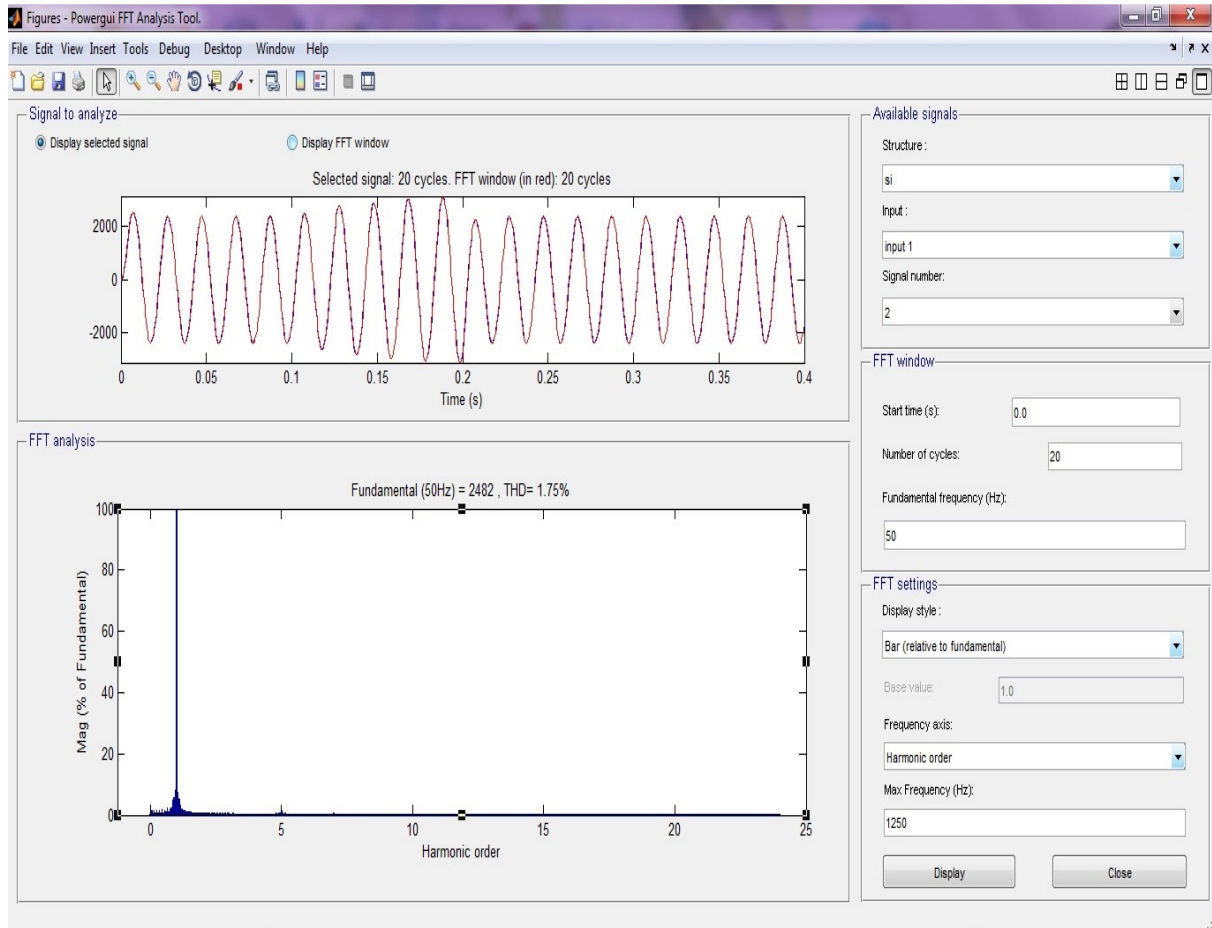 Figures - Powergui FFT Analysis Tool.
File Edit View Insert Tools Debug Desktop Window Help
Signal to analyze
Display selected signal
Display FFT window
Selected signal: 20 cycles. FFT window (in red): 20 cycles
2000
0
-2000
0 0.05 0.1 0.15 0.2 0.25 0.3 0.35 0.4
Time (s)
FFT analysis
Fundamental (50Hz) = 2482 , THD= 1.75%
100
80
60
40
20
0
Mag (% of Fundamental)
0 5 10 15 20 25
Harmonic order
Available signals
Structure :
si
Input :
input 1
Signal number:
2
FFT window
Start time (s): 0.0
Number of cycles: 20
Fundamental frequency (Hz):
50
FFT settings
Display style :
Bar (relative to fundamental)
Base value: 1.0
Frequency axis:
Harmonic order
Max Frequency (Hz):
1250
Display Close